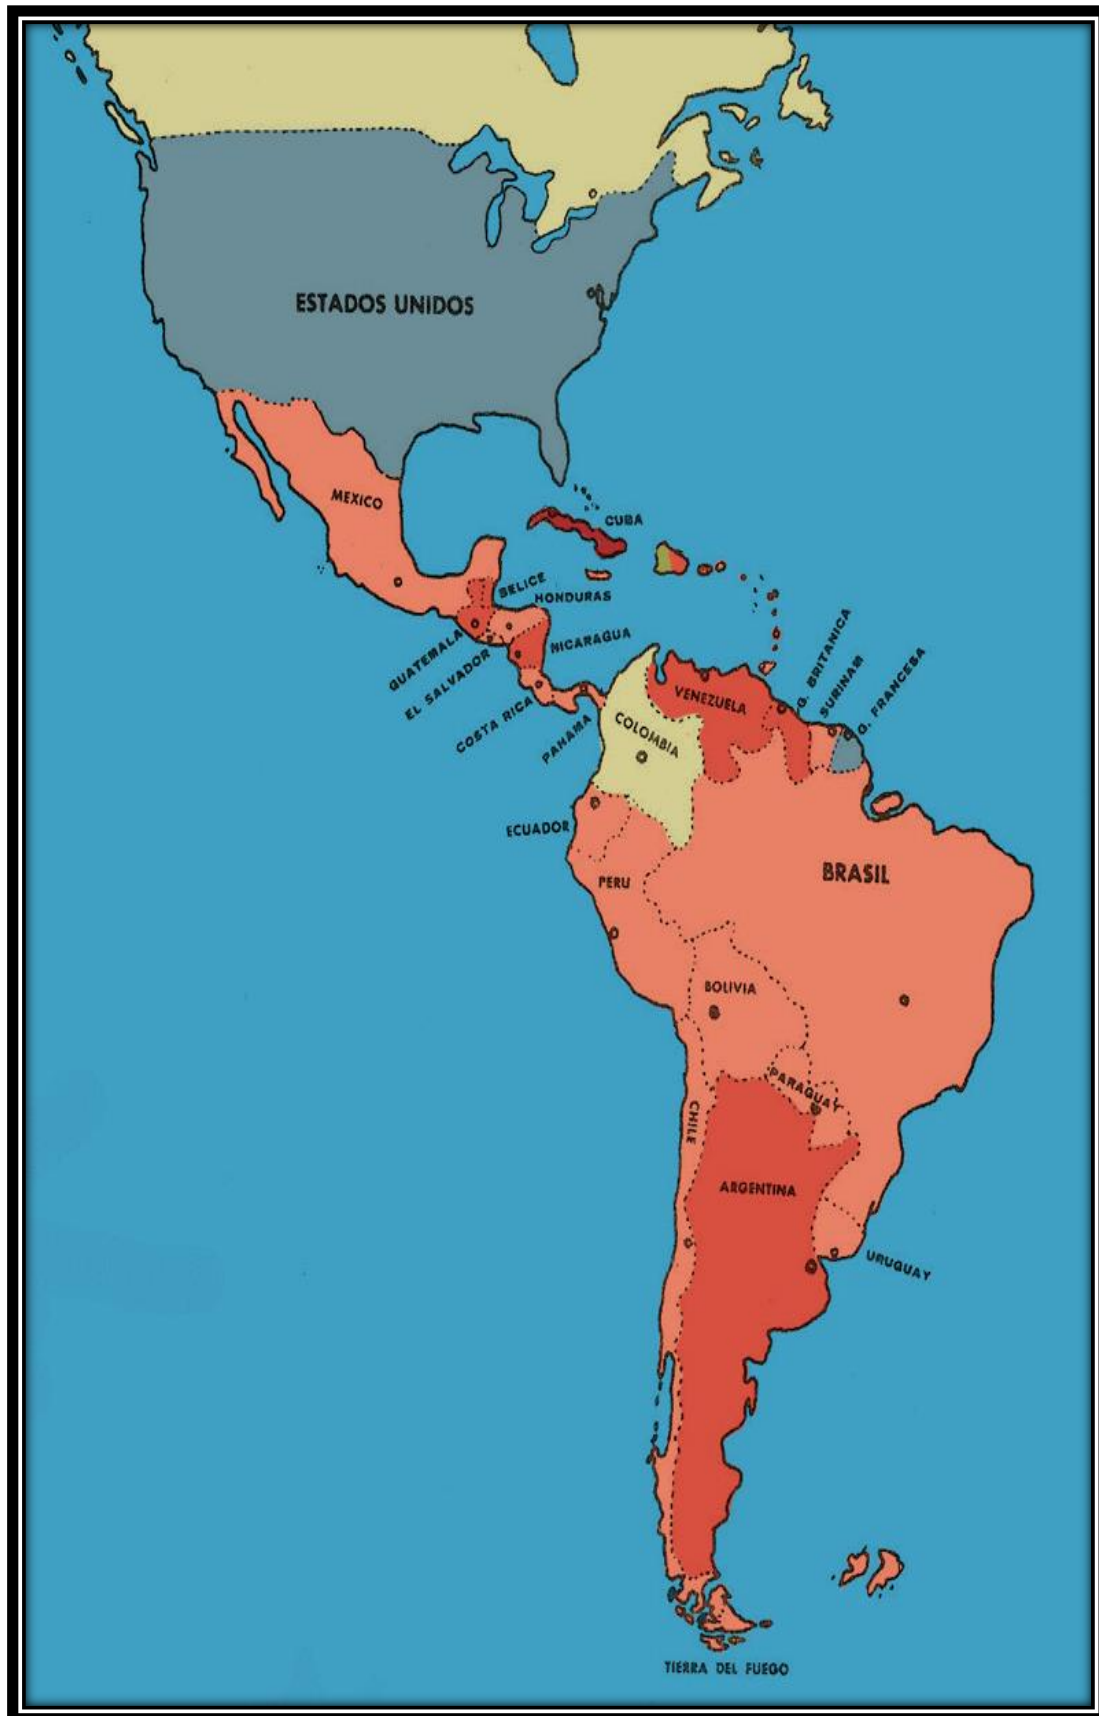 ESTADOS UNIDOS
MEXICO
CUBA
BELICE
HONDURAS
GUATEMALA
EL SALVADOR
NICARAGUA
COSTA RICA
PANAMA
VENEZUELA
G. BRITANICA
SURINAM
G. FRANCESA
COLOMBIA
ECUADOR
PERU
BRASIL
BOLIVIA
PARAGUAY
CHILE
ARGENTINA
URUGUAY
TIERRA DEL FUEGO